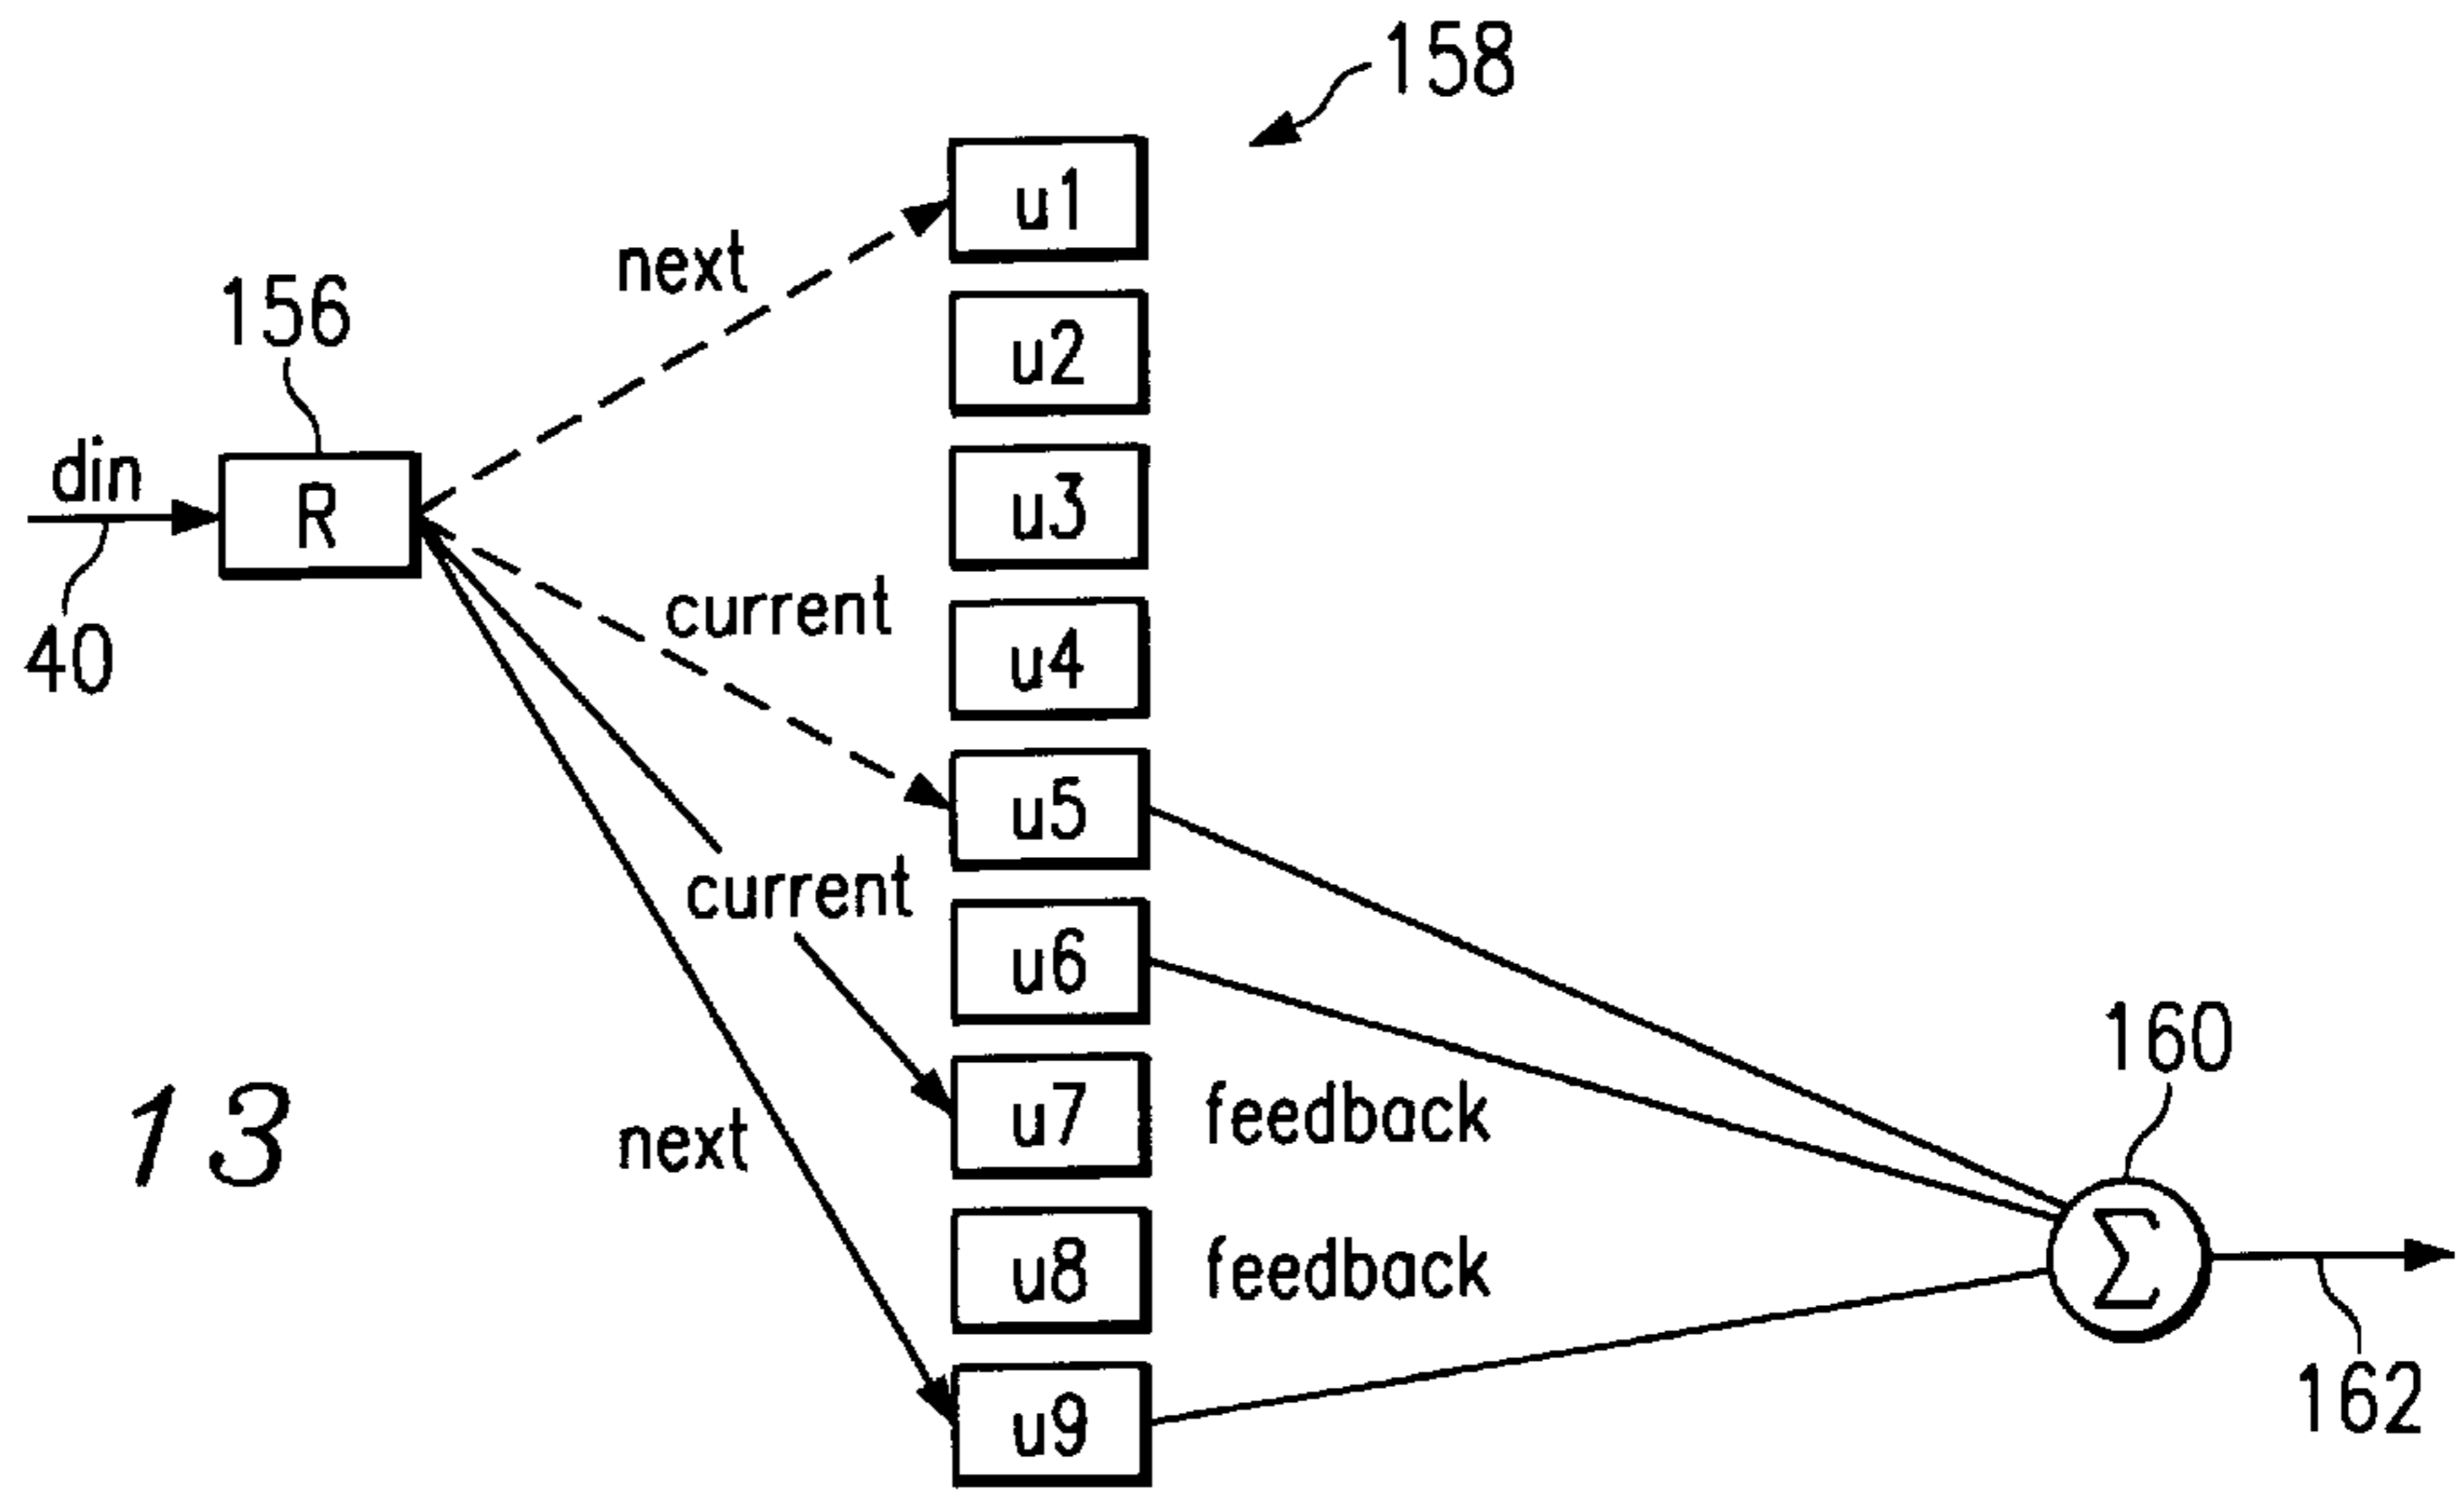 158
u1
next
156
u2
din
R
u3
current
40
u4
u5
current
u6
160
13
next
u7 feedback
Σ
u8 feedback
162
u9